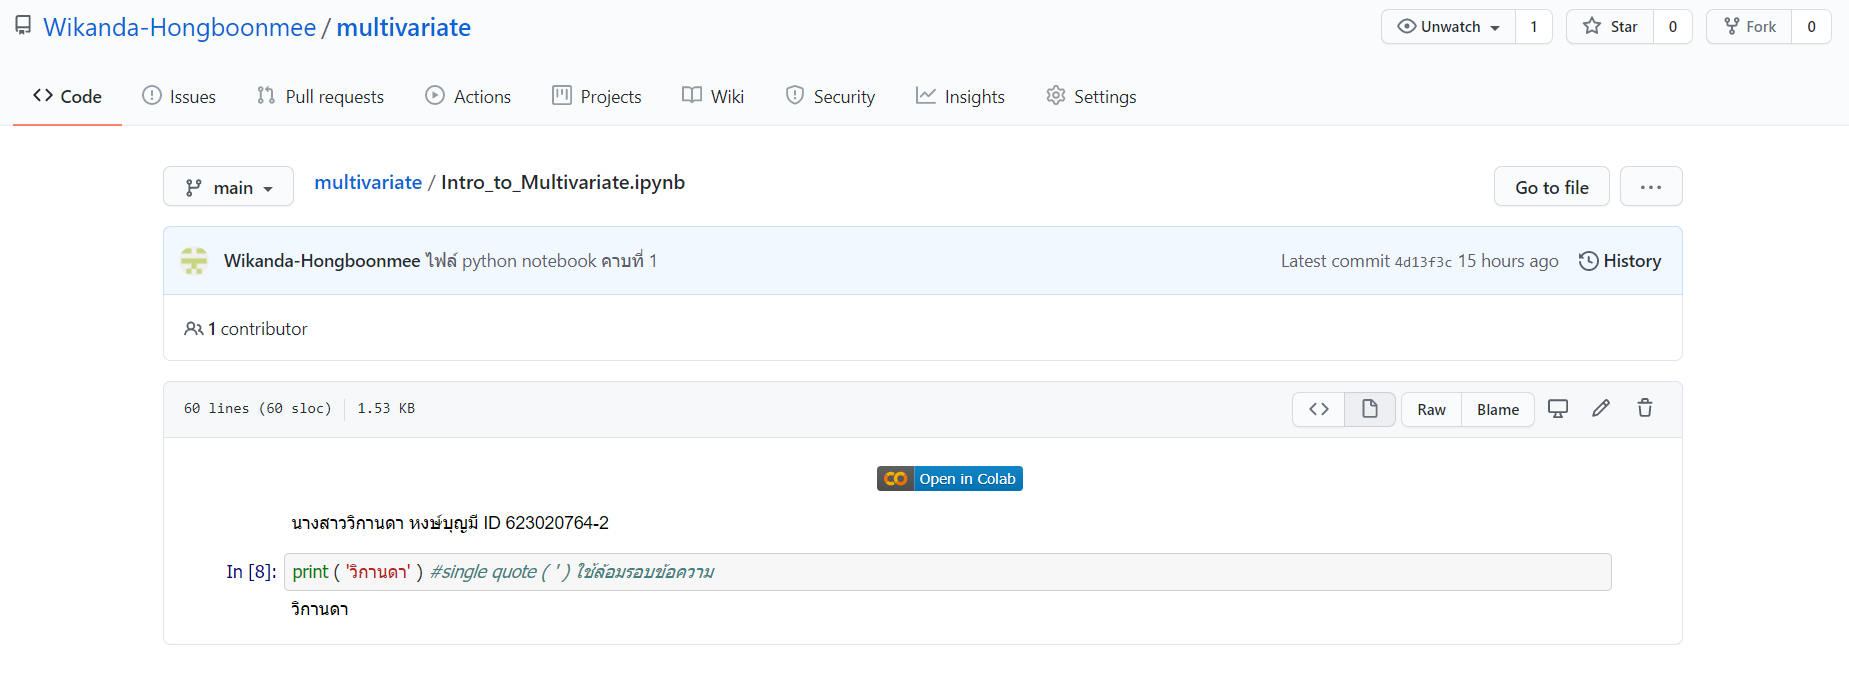 Wikanda-Hongboonmee / multivariate
Unwatch 1 Star 0 Fork 0
Code Issues Pull requests Actions Projects Wiki Security Insights Settings
main multivariate / Intro_to_Multivariate.ipynb Go to file ...
Wikanda-Hongboonmee ไฟล์ python notebook คาบที่ 1 Latest commit 4d13f3c 15 hours ago History
1 contributor
60 lines (60 sloc) 1.53 KB <> Raw Blame
Open in Colab
นางสาววิกานดา หงษ์บุญมี ID 623020764-2
In [8]: print ( 'วิกานดา' ) #single quote ( ' ) ใช้ล้อมรอบข้อความ
วิกานดา